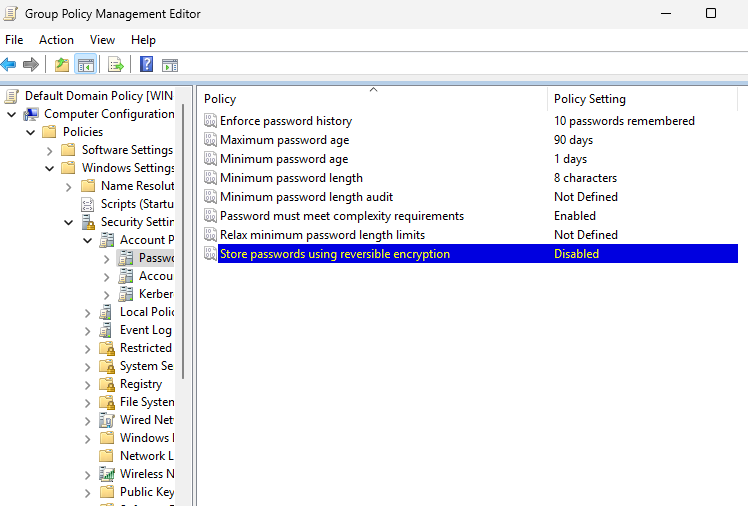 Group Policy Management Editor
File Action View Help
Default Domain Policy [WIN
Computer Configuration
Policies
Software Settings
Windows Settings
Name Resolut
Scripts (Startu
Security Settin
Account P
Passwo
Accou
Kerber
Local Polic
Event Log
Restricted
System Se
Registry
File System
Wired Net
Windows
Network L
Wireless N
Public Key
Policy Policy Setting
Enforce password history 10 passwords remembered
Maximum password age 90 days
Minimum password age 1 days
Minimum password length 8 characters
Minimum password length audit Not Defined
Password must meet complexity requirements Enabled
Relax minimum password length limits Not Defined
Store passwords using reversible encryption Disabled